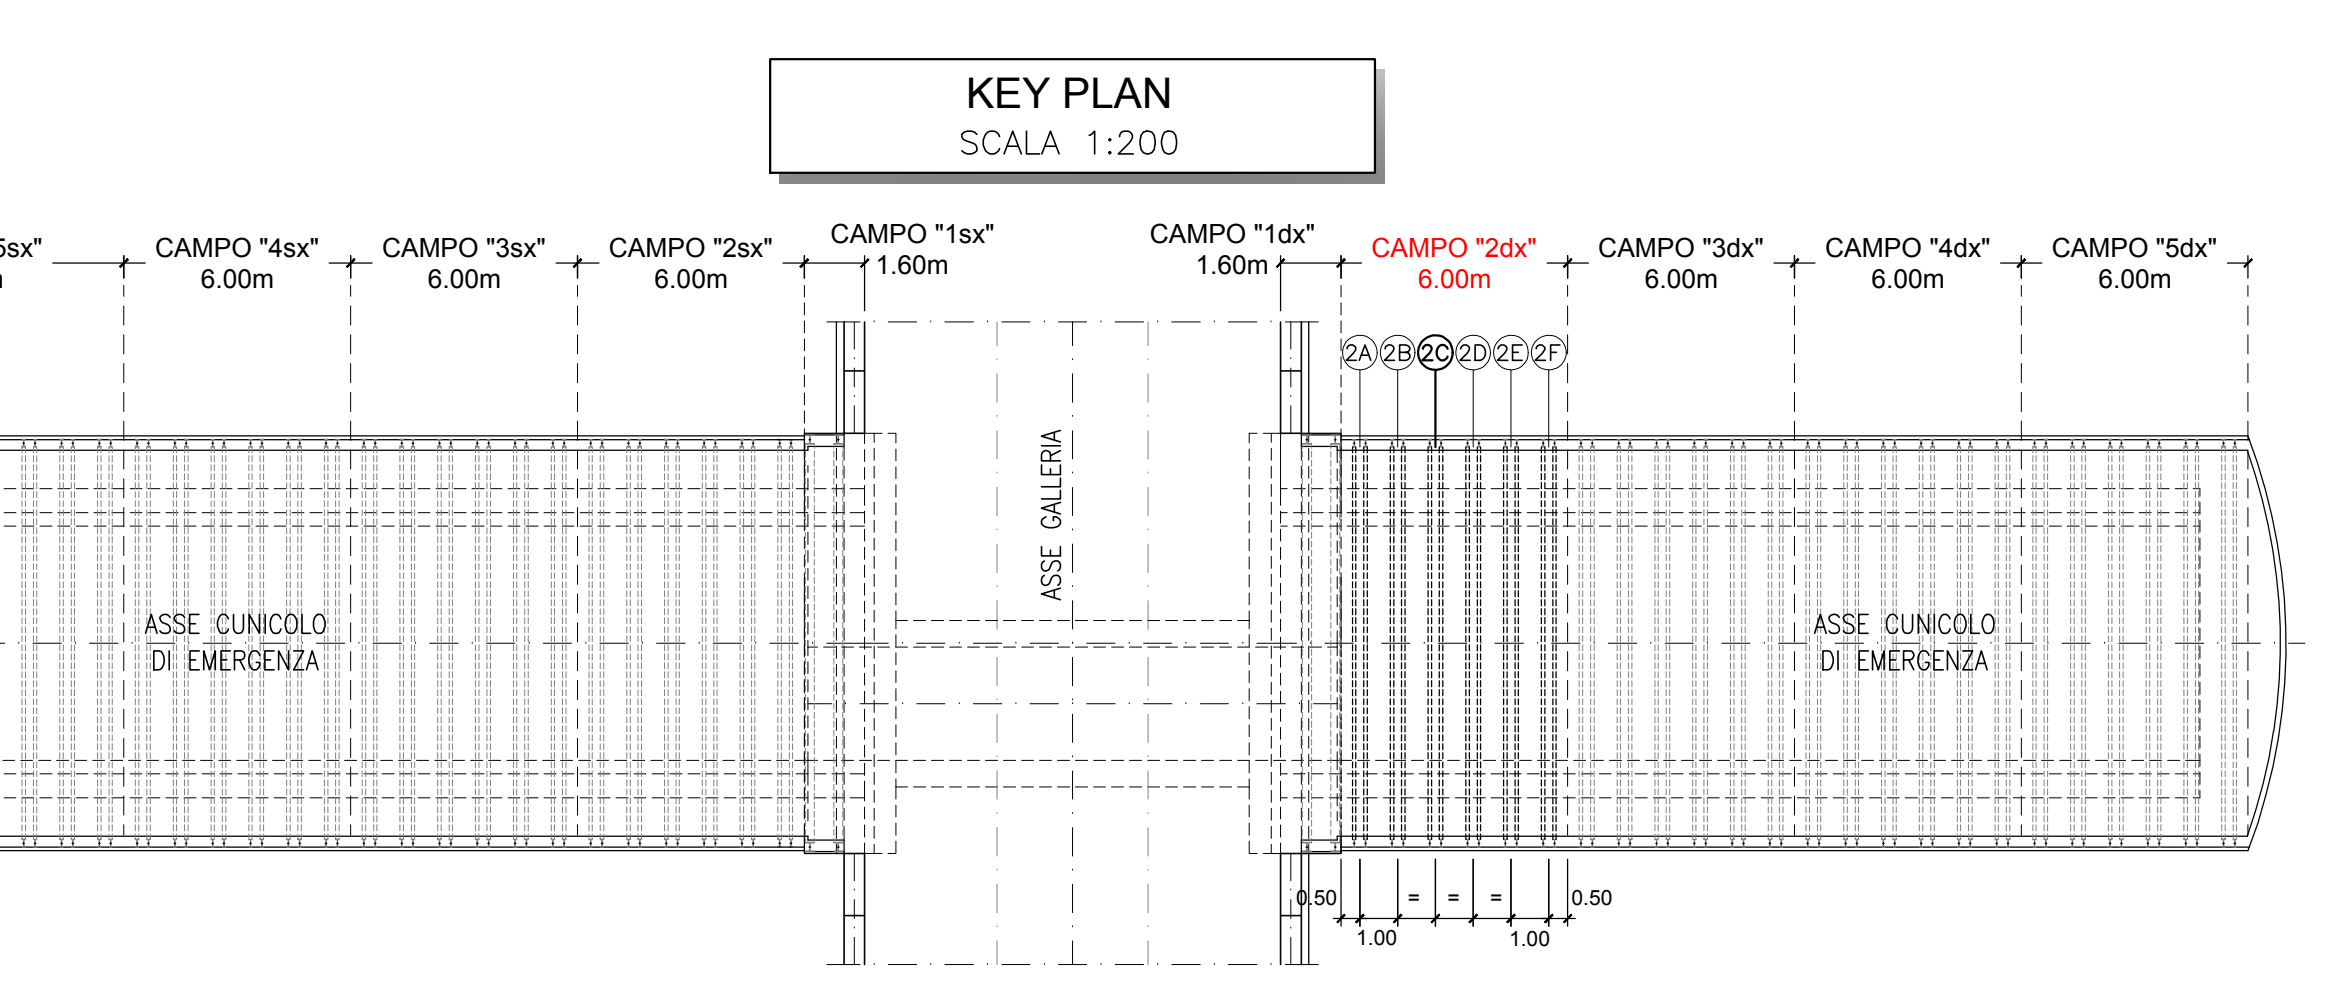 KEY PLAN
SCALA 1:200
5sx"
CAMPO "4sx"
6.00m
CAMPO "3sx"
6.00m
CAMPO "2sx"
6.00m
CAMPO "1sx"
1.60m
CAMPO "1dx"
1.60m
CAMPO "2dx"
6.00m
CAMPO "3dx"
6.00m
CAMPO "4dx"
6.00m
CAMPO "5dx"
6.00m
2A 2B 2C 2D 2E 2F
ASSE GALLERIA
ASSE CUNICOLO
DI EMERGENZA
ASSE CUNICOLO
DI EMERGENZA
0.50 = = = 0.50
1.00 1.00